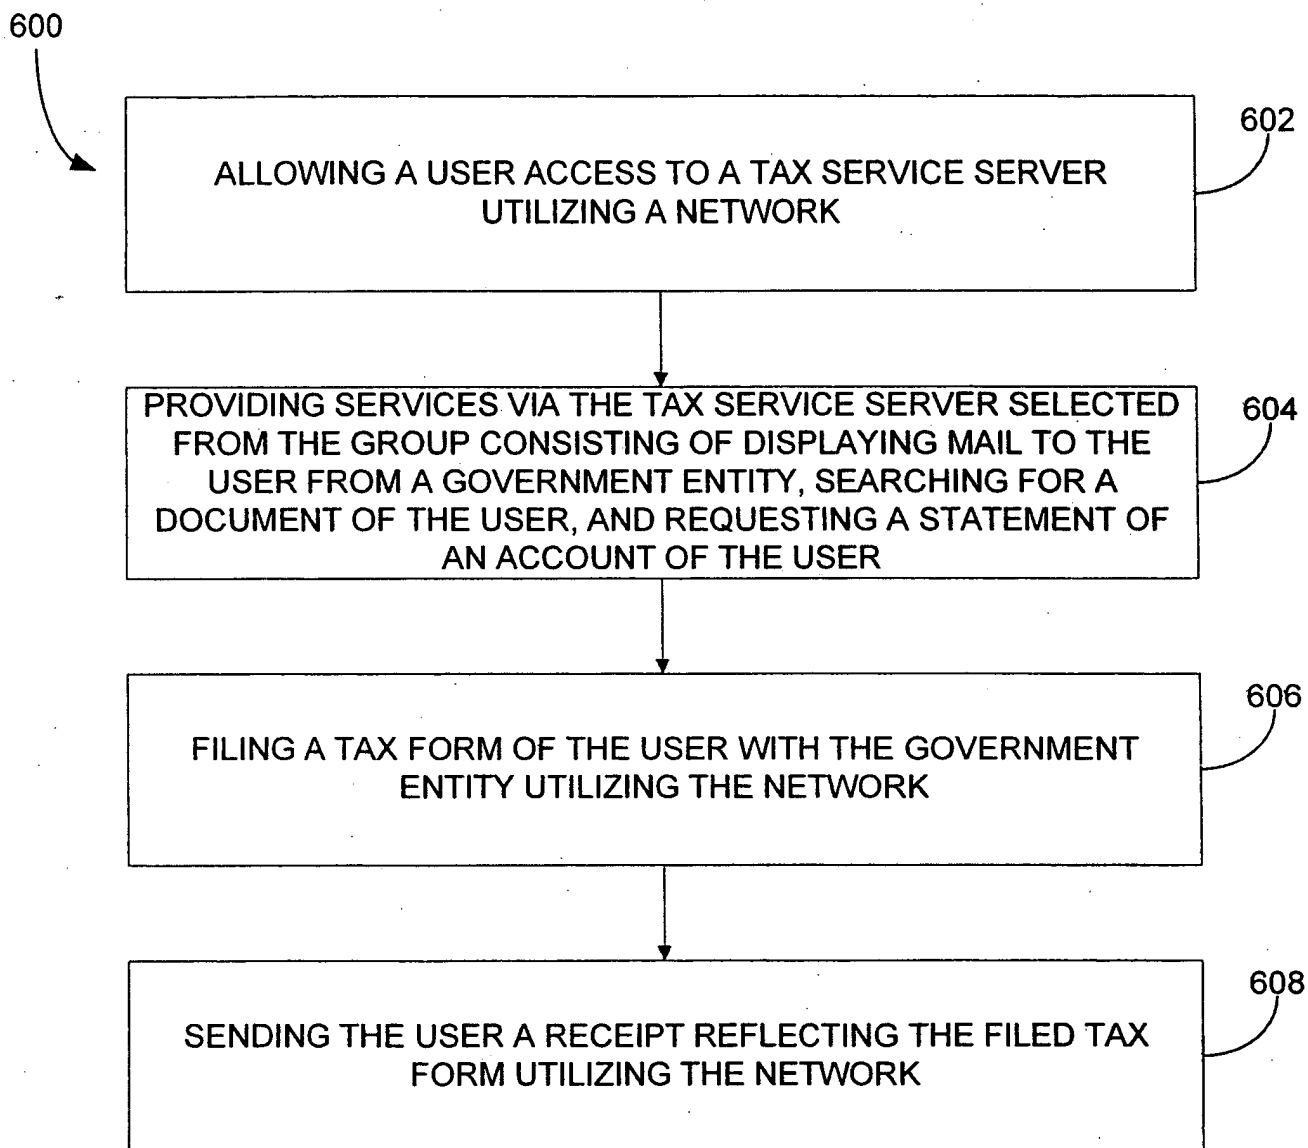 600
602
ALLOWING A USER ACCESS TO A TAX SERVICE SERVER
UTILIZING A NETWORK
604
PROVIDING SERVICES VIA THE TAX SERVICE SERVER SELECTED
FROM THE GROUP CONSISTING OF DISPLAYING MAIL TO THE
USER FROM A GOVERNMENT ENTITY, SEARCHING FOR A
DOCUMENT OF THE USER, AND REQUESTING A STATEMENT OF
AN ACCOUNT OF THE USER
606
FILING A TAX FORM OF THE USER WITH THE GOVERNMENT
ENTITY UTILIZING THE NETWORK
608
SENDING THE USER A RECEIPT REFLECTING THE FILED TAX
FORM UTILIZING THE NETWORK